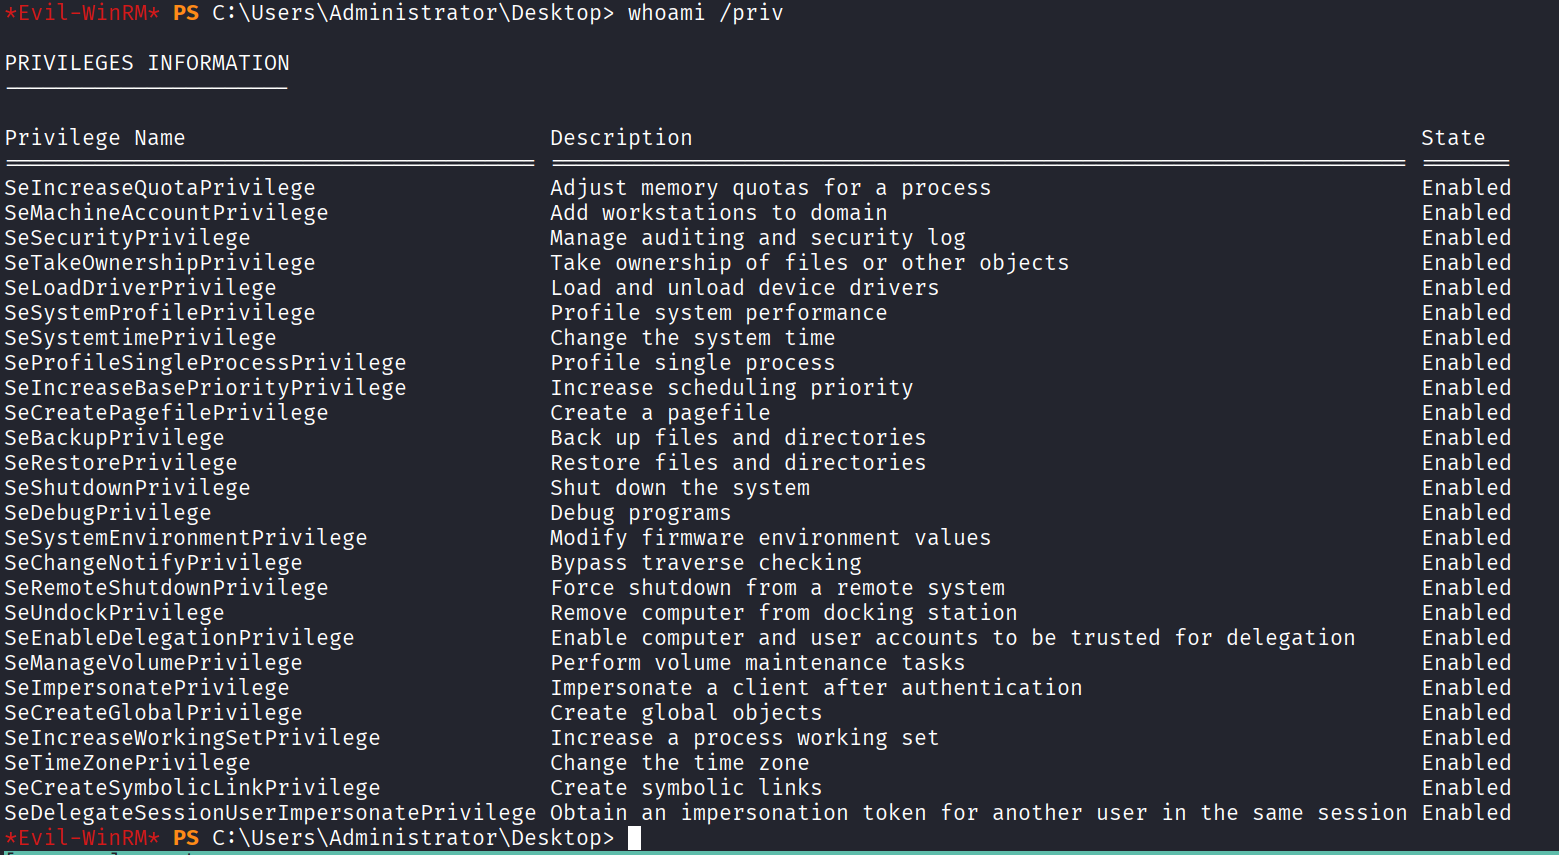 *Evil-WinRM* PS C:\Users\Administrator\Desktop> whoami /priv
PRIVILEGES INFORMATION
----------------------
Privilege Name Description State
========================================= ================================================================== =======
SeIncreaseQuotaPrivilege Adjust memory quotas for a process Enabled
SeMachineAccountPrivilege Add workstations to domain Enabled
SeSecurityPrivilege Manage auditing and security log Enabled
SeTakeOwnershipPrivilege Take ownership of files or other objects Enabled
SeLoadDriverPrivilege Load and unload device drivers Enabled
SeSystemProfilePrivilege Profile system performance Enabled
SeSystemtimePrivilege Change the system time Enabled
SeProfileSingleProcessPrivilege Profile single process Enabled
SeIncreaseBasePriorityPrivilege Increase scheduling priority Enabled
SeCreatePagefilePrivilege Create a pagefile Enabled
SeBackupPrivilege Back up files and directories Enabled
SeRestorePrivilege Restore files and directories Enabled
SeShutdownPrivilege Shut down the system Enabled
SeDebugPrivilege Debug programs Enabled
SeSystemEnvironmentPrivilege Modify firmware environment values Enabled
SeChangeNotifyPrivilege Bypass traverse checking Enabled
SeRemoteShutdownPrivilege Force shutdown from a remote system Enabled
SeUndockPrivilege Remove computer from docking station Enabled
SeEnableDelegationPrivilege Enable computer and user accounts to be trusted for delegation Enabled
SeManageVolumePrivilege Perform volume maintenance tasks Enabled
SeImpersonatePrivilege Impersonate a client after authentication Enabled
SeCreateGlobalPrivilege Create global objects Enabled
SeIncreaseWorkingSetPrivilege Increase a process working set Enabled
SeTimeZonePrivilege Change the time zone Enabled
SeCreateSymbolicLinkPrivilege Create symbolic links Enabled
SeDelegateSessionUserImpersonatePrivilege Obtain an impersonation token for another user in the same session Enabled
*Evil-WinRM* PS C:\Users\Administrator\Desktop>